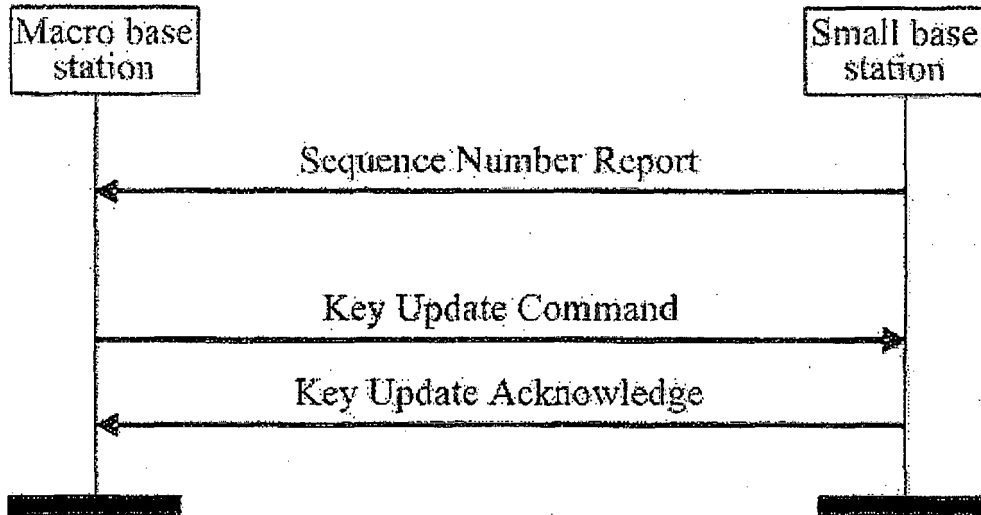 Macro base
station
Small base
station
Sequence Number Report
Key Update Command
Key Update Acknowledge